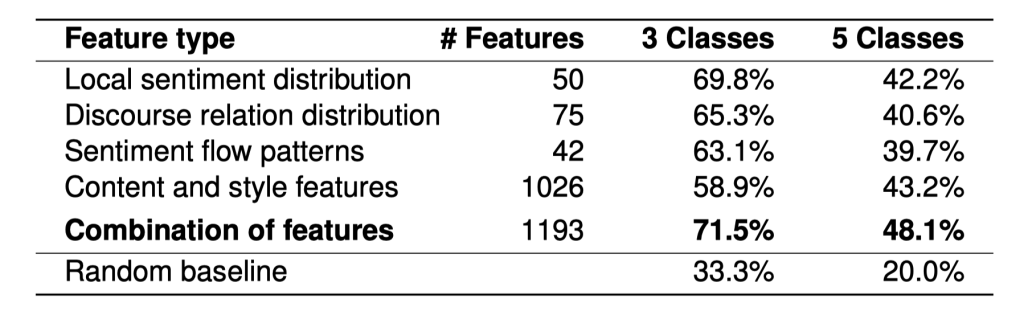 Feature type # Features 3 Classes 5 Classes
Local sentiment distribution 50 69.8% 42.2%
Discourse relation distribution 75 65.3% 40.6%
Sentiment flow patterns 42 63.1% 39.7%
Content and style features 1026 58.9% 43.2%
Combination of features 1193 71.5% 48.1%
Random baseline 33.3% 20.0%